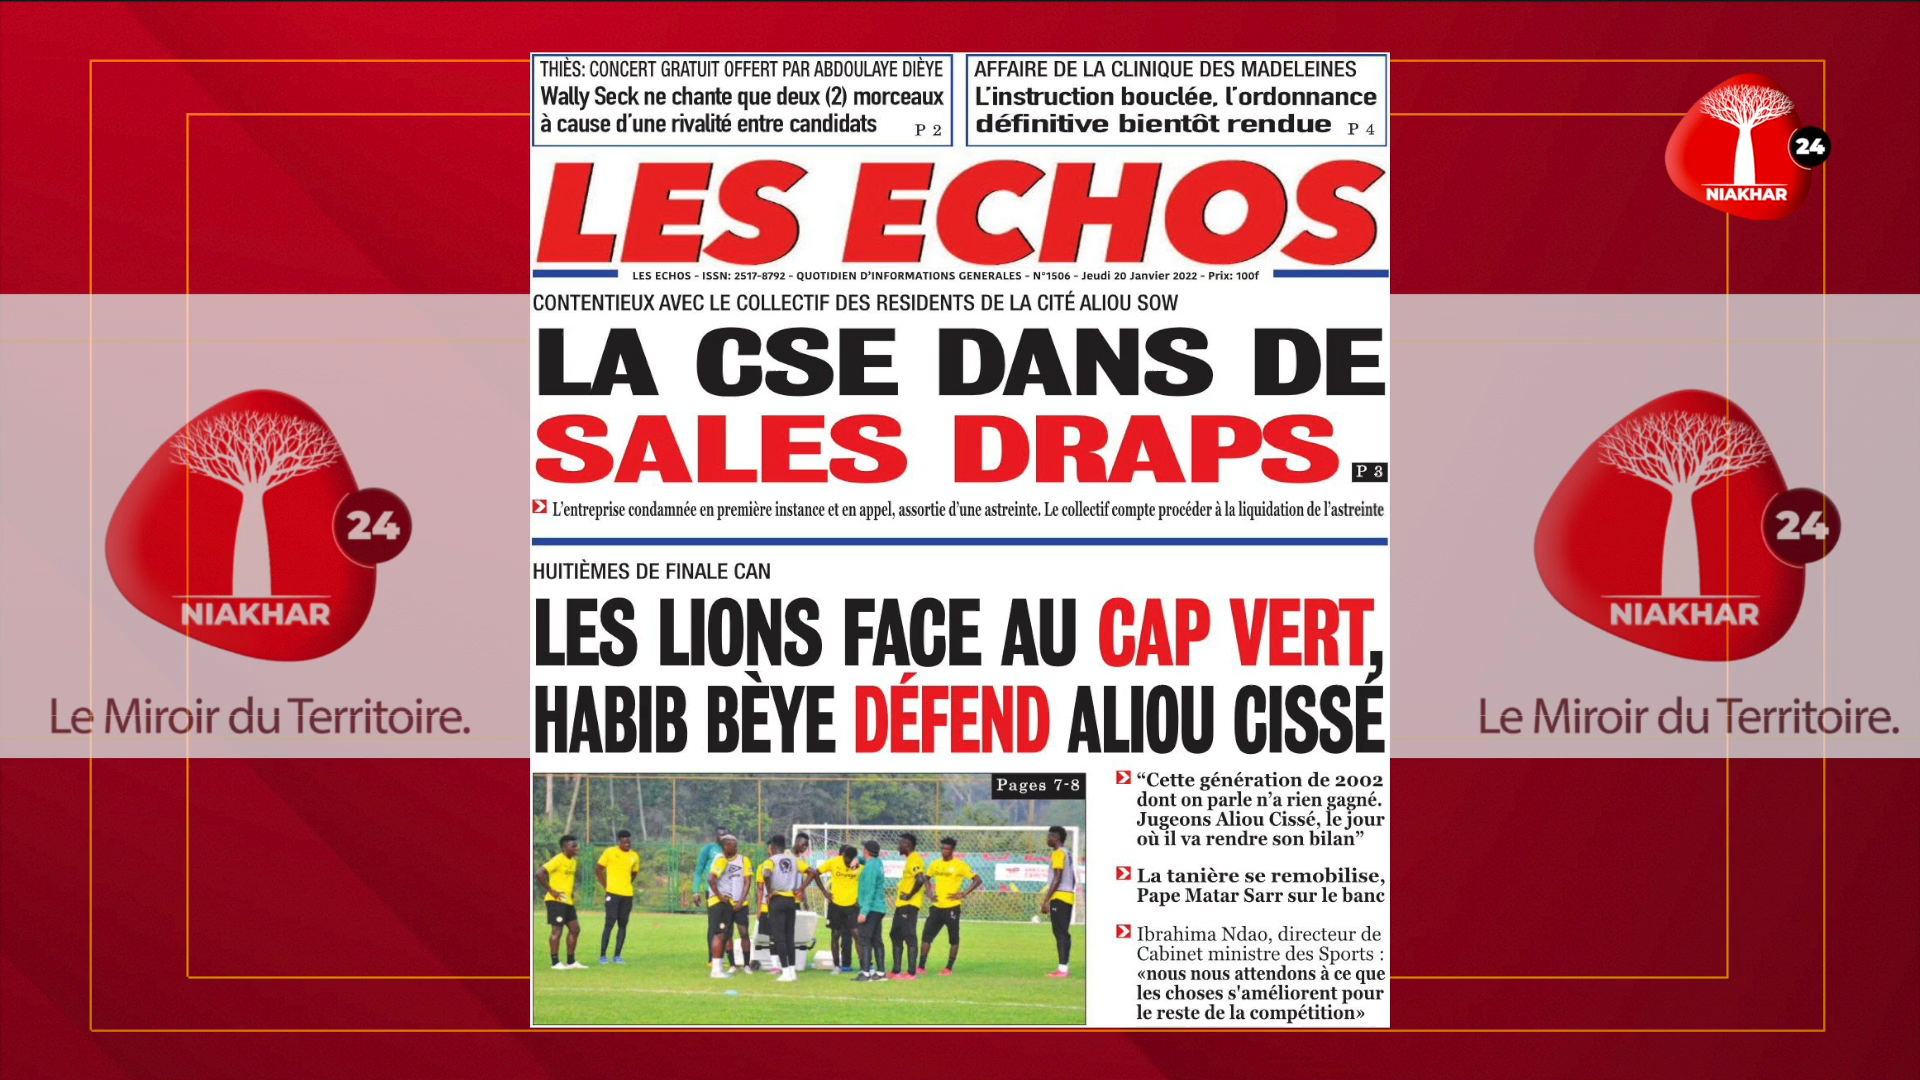 THIÈS: CONCERT GRATUIT OFFERT PAR ABDOULAYE DIÈYE
Wally Seck ne chante que deux (2) morceaux
à cause d'une rivalité entre candidats P 2
AFFAIRE DE LA CLINIQUE DES MADELEINES
L'instruction bouclée, l'ordonnance
définitive bientôt rendue P 4
24
NIAKHAR
LES ECHOS
LES ECHOS - ISSN: 2517-8792 - QUOTIDIEN D'INFORMATIONS GENERALES - N°1506 - Jeudi 20 Janvier 2022 - Prix: 100f
CONTENTIEUX AVEC LE COLLECTIF DES RESIDENTS DE LA CITÉ ALIOU SOW
LA CSE DANS DE
SALES DRAPS P 3
L'entreprise condamnée en première instance et en appel, assortie d'une astreinte. Le collectif compte procéder à la liquidation de l'astreinte
24
NIAKHAR
Le Miroir du Territoire.
24
NIAKHAR
Le Miroir du Territoire.
HUITIÈMES DE FINALE CAN
LES LIONS FACE AU CAP VERT,
HABIB BÈYE DÉFEND ALIOU CISSÉ
Pages 7-8
"Cette génération de 2002
dont on parle n'a rien gagné.
Jugeons Aliou Cissé, le jour
où il va rendre son bilan"
La tanière se remobilise,
Pape Matar Sarr sur le banc
Ibrahima Ndao, directeur de
Cabinet ministre des Sports :
«nous nous attendons à ce que
les choses s'améliorent pour
le reste de la compétition»